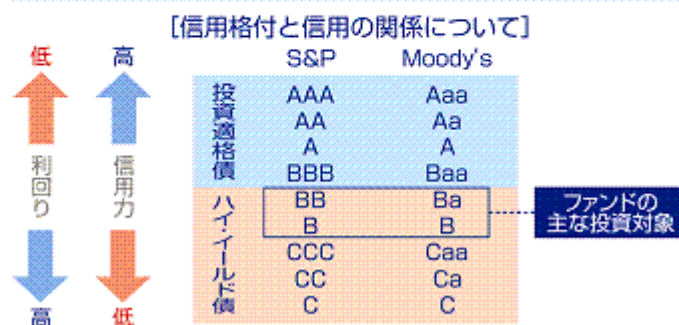 [信用格付と信用の関係について]
低 高 S&P Moody's
投資適格債
AAA Aaa
AA Aa
A A
BBB Baa
利回り
信用力
ハイ・イールド債
BB Ba
B B
CCC Caa
CC Ca
C C
ファンドの
主な投資対象
高 低